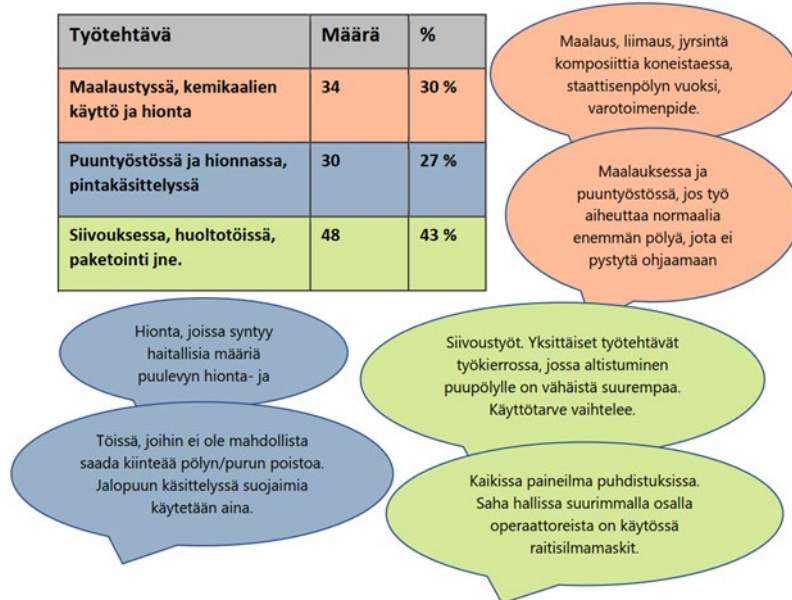 Työtehtävä Määrä %
Maalaustyssä, kemikaalien 34 30 %
käyttö ja hionta
Puuntyöstössä ja hionnassa, 30 27 %
pintakäsittelyssä
Siivouksessa, huoltotöissä, 48 43 %
paketointi jne.
Maalaus, liimaus, jyrsintä
komposiittia koneistaessa,
staattisenpölyn vuoksi,
varotoimenpide.
Maalauksessa ja
puuntyöstössä, jos työ
aiheuttaa normaalia
enemmän pölyä, jota ei
pystytä ohjaamaan
Hionta, joissa syntyy
haitallisia määriä
puulevyn hionta- ja
Töissä, joihin ei ole mahdollista
saada kiinteää pölyn/purun poistoa.
Jalopuun käsittelyssä suojaimia
käytetään aina.
Siivoustyöt. Yksittäiset työtehtävät
työkierrossa, jossa altistuminen
puupölylle on vähäistä suurempaa.
Käyttötarve vaihtelee.
Kaikissa paineilma puhdistuksissa.
Saha hallissa suurimmalla osalla
operaattoreista on käytössä
raitisilmamaskit.